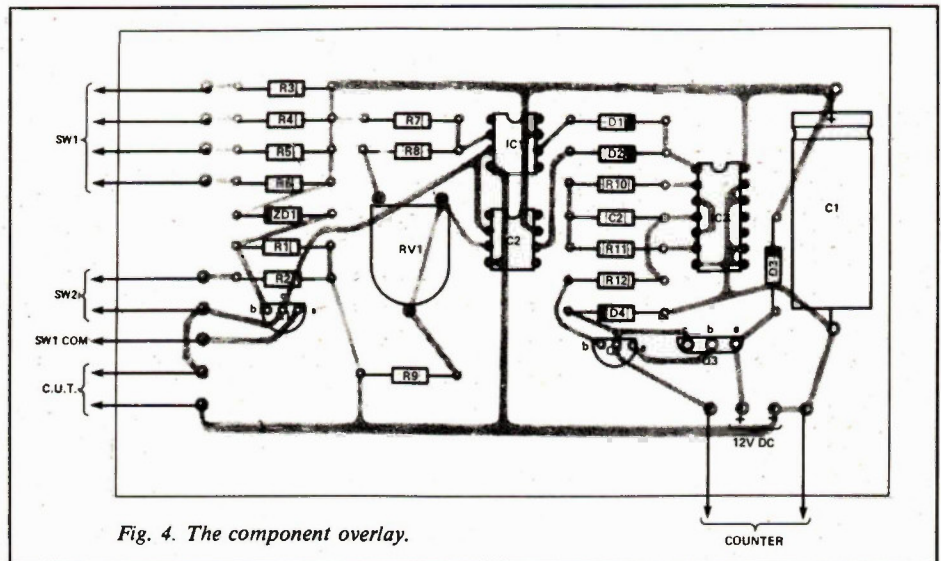 R3
R4
R5
R6
ZD1
R1
R2
SW1
SW2
SW1 COM
C.U.T.
b
R7
R8
RV1
R9
IC1
C2
D1
D2
R10
C2
R11
R12
D4
b
b
e
Q3
D3
C1
+
+
+
12V DC
COUNTER
Fig. 4. The component overlay.